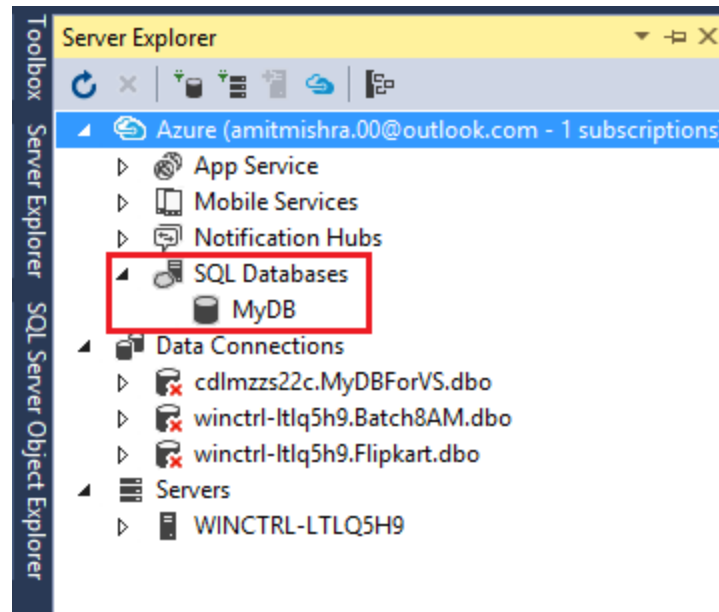 Toolbox
Server Explorer
SQL Server Object Explorer
Server Explorer
Azure (amitmishra.00@outlook.com - 1 subscriptions
App Service
Mobile Services
Notification Hubs
SQL Databases
MyDB
Data Connections
cdlmzzs22c.MyDBForVS.dbo
winctrl-ltlq5h9.Batch8AM.dbo
winctrl-ltlq5h9.Flipkart.dbo
Servers
WINCTRL-LTLQ5H9